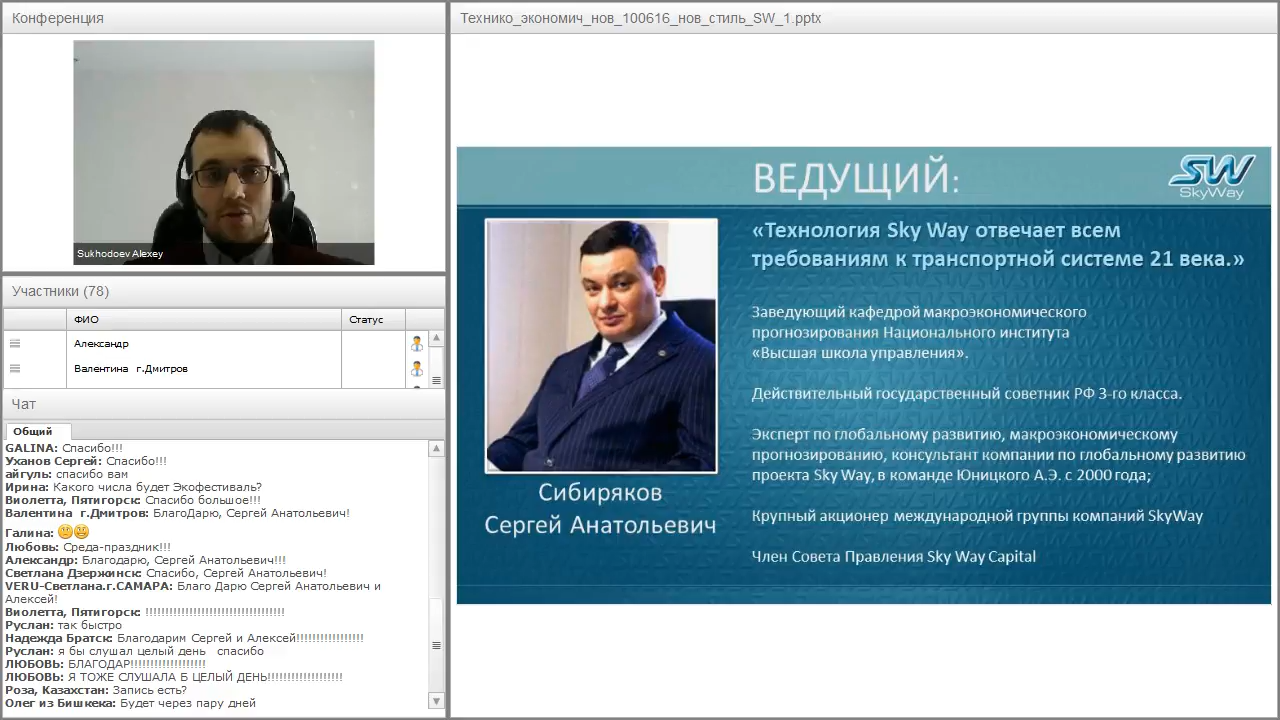 Конференция
Sukhodoev Alexey
Участники (78)
ФИО
Статус
Александр
Валентина г.Дмитров
Чат
Общий
GALINA: Спасибо!!!
Уханов Сергей: Спасибо!!!
айгуль: спасибо вам
Ирина: Какого числа будет Экофестиваль?
Виолетта, Пятигорск: Спасибо большое!!!
Валентина г.Дмитров: БлагоДарю, Сергей Анатольевич!
Галина:
Любовь: Среда-праздник!!!
Александр: Благодарю, Сергей Анатольевич!!!
Светлана Дзержинск: Спасибо, Сергей Анатольевич!
VERU-Светлана.г.САМАРА: Благо Дарю Сергей Анатольевич и
Алексей!
Виолетта, Пятигорск: !!!!!!!!!!!!!!!!!!!!!!!!!!!!!!!!!!!
Руслан: так быстро
Надежда Братск: Благодарим Сергей и Алексей!!!!!!!!!!!!!!!!!
Руслан: я бы слушал целый день спасибо
ЛЮБОВЬ: БЛАГОДАР!!!!!!!!!!!!!!!!!!!
ЛЮБОВЬ: Я ТОЖЕ СЛУШАЛА Б ЦЕЛЫЙ ДЕНЬ!!!!!!!!!!!!!!!!!!!
Роза, Казахстан: Запись есть?
Олег из Бишкека: Будет через пару дней
Технико_экономич_нов_100616_нов_стиль_SW_1.pptx
ВЕДУЩИЙ:
SW
SkyWay
«Технология Sky Way отвечает всем
требованиям к транспортной системе 21 века.»
Заведующий кафедрой макроэкономического
прогнозирования Национального института
«Высшая школа управления».
Действительный государственный советник РФ 3-го класса.
Эксперт по глобальному развитию, макроэкономическому
прогнозированию, консультант компании по глобальному развитию
проекта Sky Way, в команде Юницкого А.Э. с 2000 года;
Крупный акционер международной группы компаний SkyWay
Член Совета Правления Sky Way Capital
Сибиряков
Сергей Анатольевич